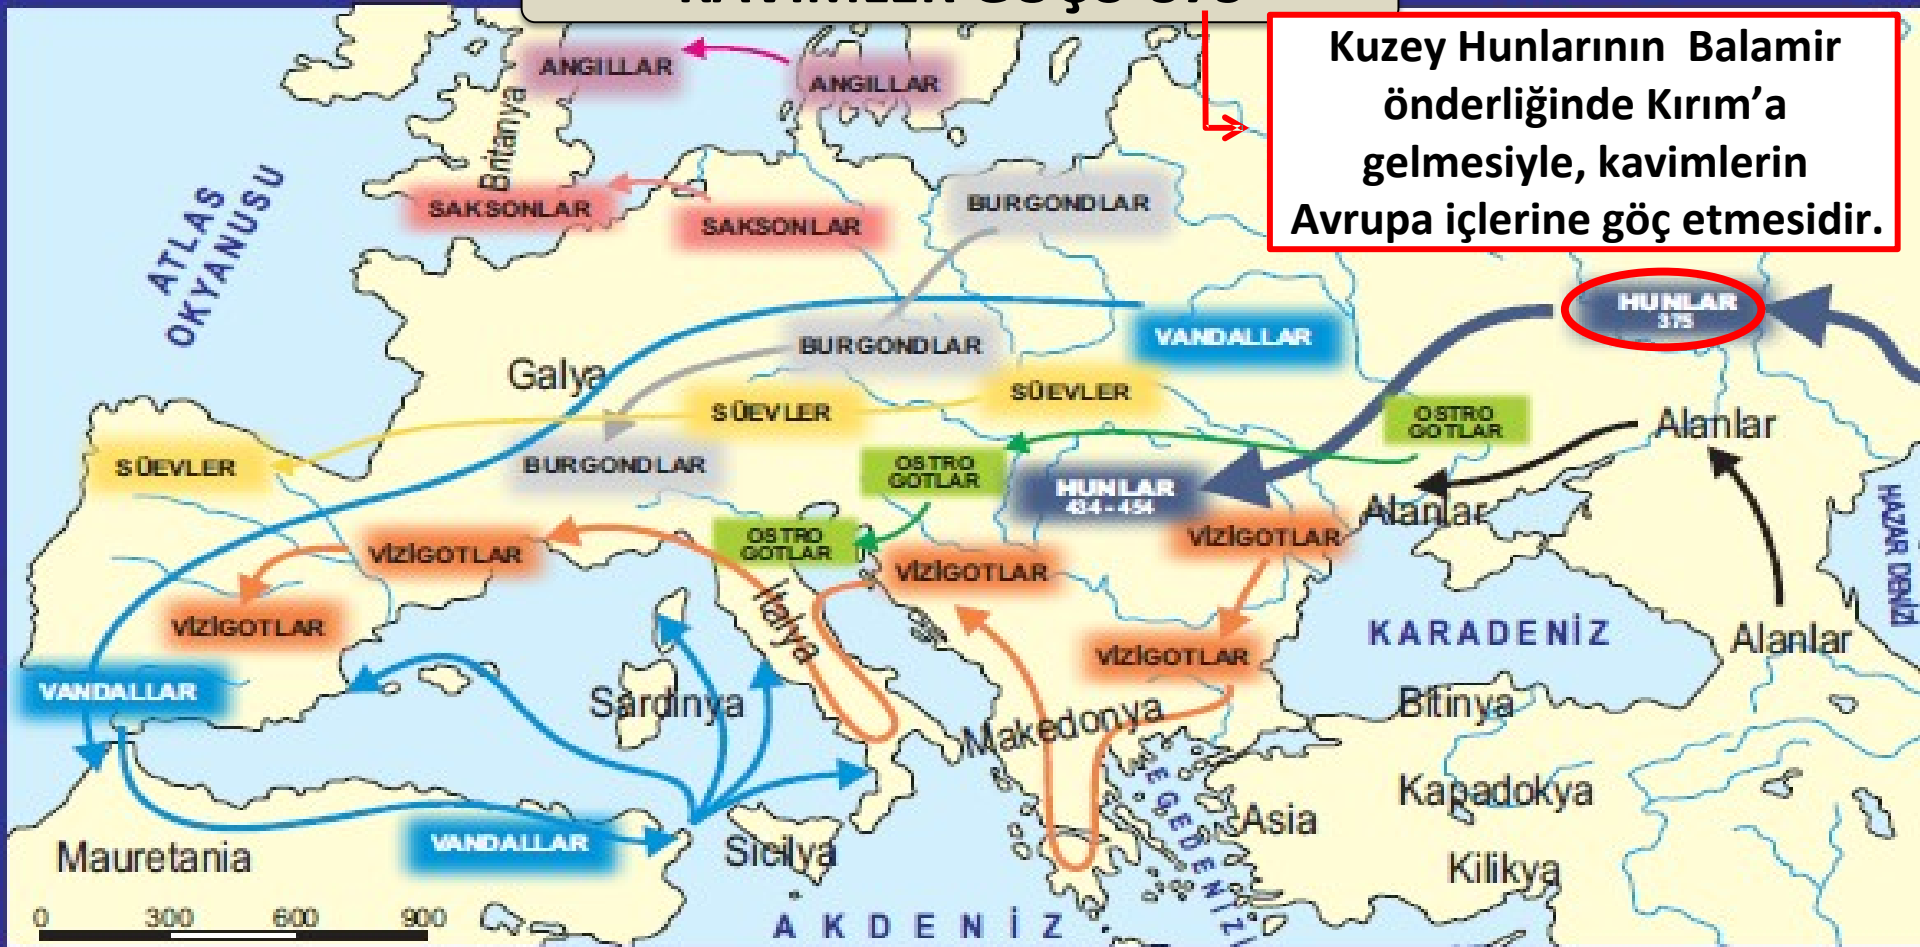 Kuzey Hunlarının Balamir
önderliğinde Kırım’a
gelmesiyle, kavimlerin
Avrupa içlerine göç etmesidir.
ANGILLAR
ANGILLAR
Britanya
SAKSONLAR
SAKSONLAR
BURGONDLAR
ATLAS
OKYANUSU
HUNLAR
375
VANDALLAR
BURGONDLAR
Galya
SÜEVLER
SÜEVLER
OSTRO
GOTLAR
Alanlar
SÜEVLER
BURGONDLAR
OSTRO
GOTLAR
HUNLAR
434 - 454
Alanlar
HAZAR DENİZİ
VİZİGOTLAR
OSTRO
GOTLAR
VİZİGOTLAR
VİZİGOTLAR
İtalya
VİZİGOTLAR
KARADENİZ
Alanlar
VİZİGOTLAR
VANDALLAR
Sardinya
Makedonya
Bitinya
Kapadokya
EGE DENİZİ
Asia
VANDALLAR
Sicilya
Mauretania
Kilikya
0 300 600 900
AKDENİZ